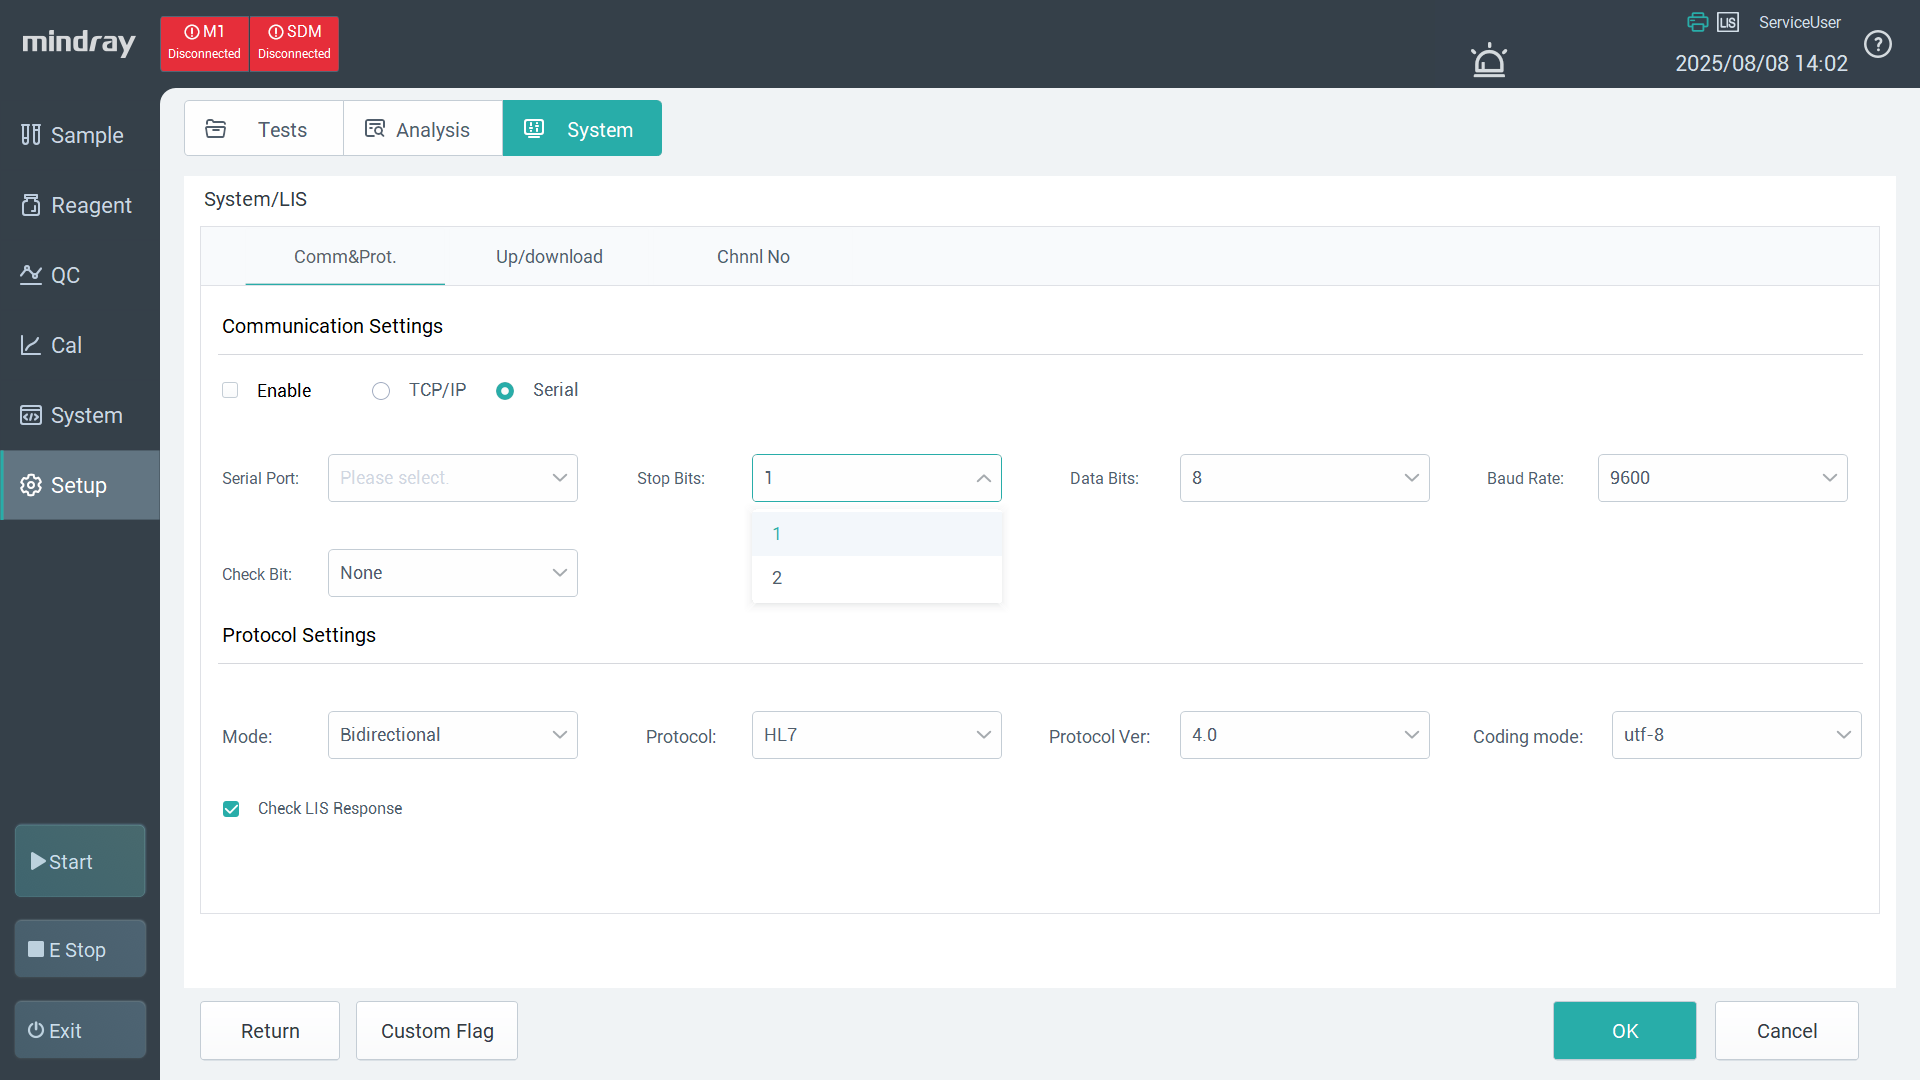 mindray
M1
Disconnected
SDM
Disconnected
LIS
ServiceUser
2025/08/08 14:02
?
Sample
Reagent
QC
Cal
System
Setup
Start
E Stop
Exit
Tests
Analysis
System
System/LIS
Comm&Prot.
Up/download
Chnnl No
Communication Settings
Enable
TCP/IP
Serial
Serial Port:
Please select.
Stop Bits:
1
Data Bits:
8
Baud Rate:
9600
1
2
Check Bit:
None
Protocol Settings
Mode:
Bidirectional
Protocol:
HL7
Protocol Ver:
4.0
Coding mode:
utf-8
Check LIS Response
Return
Custom Flag
OK
Cancel